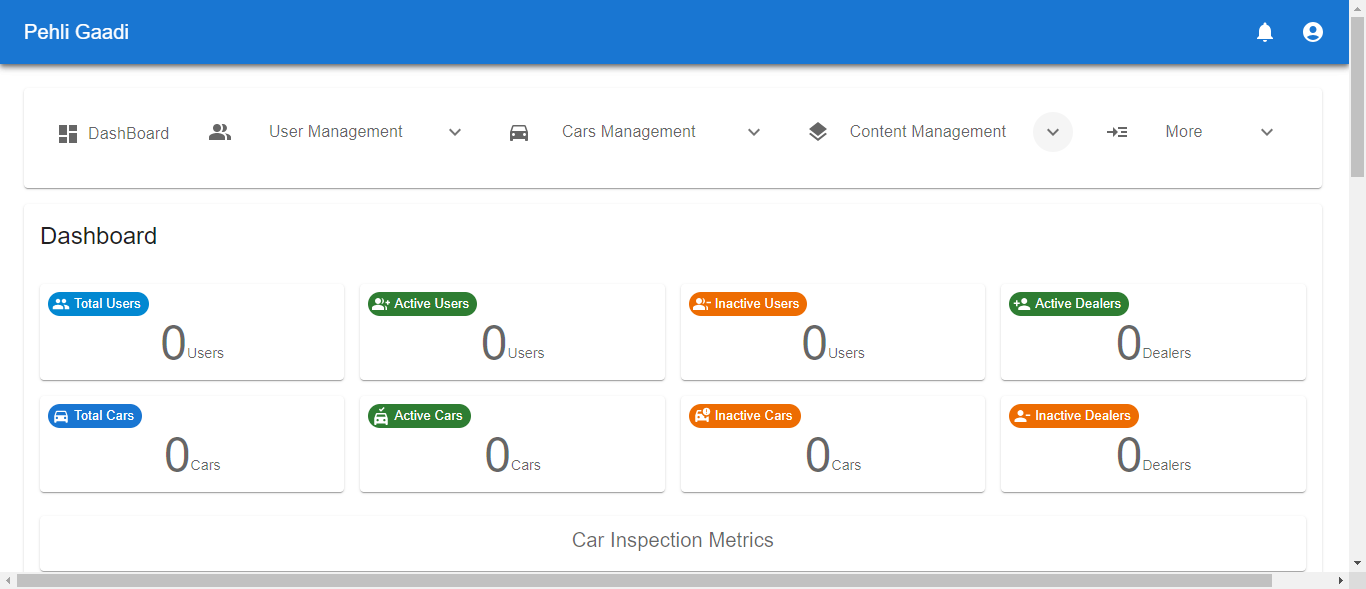 Pehli Gaadi
DashBoard User Management Cars Management Content Management More
Dashboard
Total Users Active Users Inactive Users Active Dealers
0Users 0Users 0Users 0Dealers
Total Cars Active Cars Inactive Cars Inactive Dealers
0Cars 0Cars 0Cars 0Dealers
Car Inspection Metrics